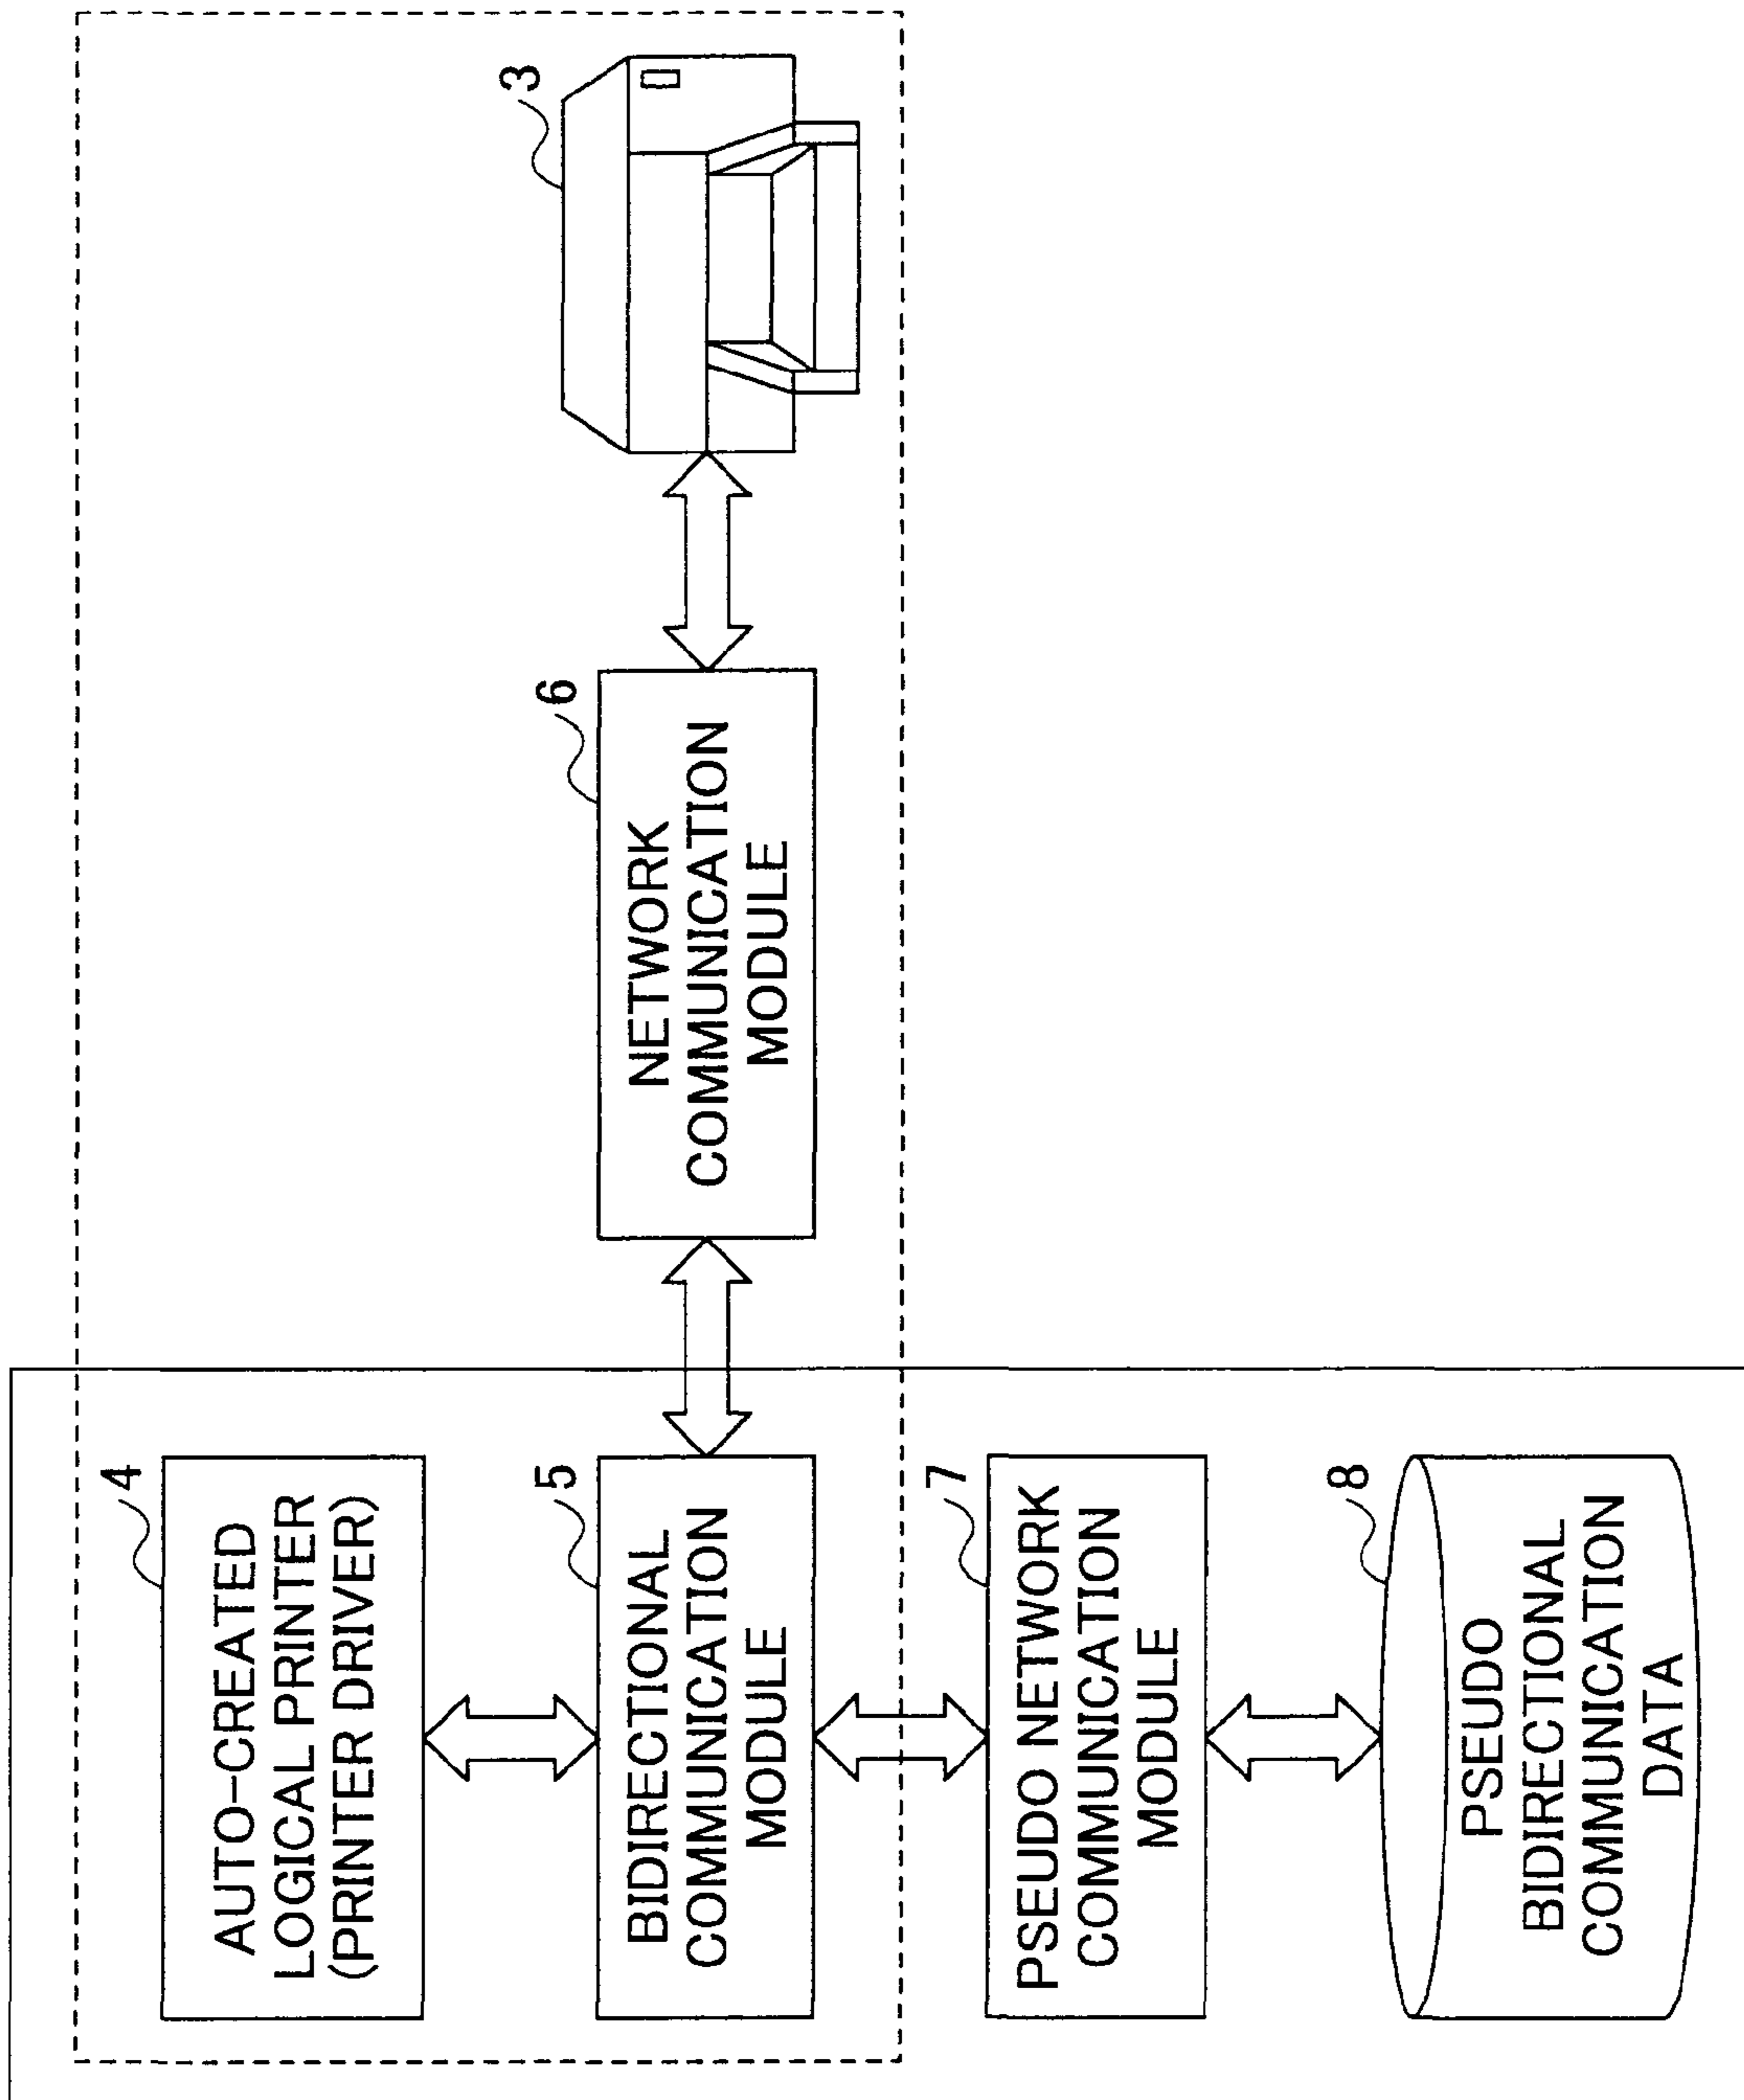 4
AUTO-CREATED
LOGICAL PRINTER
(PRINTER DRIVER)
5
BIDIRECTIONAL
COMMUNICATION
MODULE
6
NETWORK
COMMUNICATION
MODULE
3
7
PSEUDO NETWORK
COMMUNICATION
MODULE
8
PSEUDO
BIDIRECTIONAL
COMMUNICATION
DATA